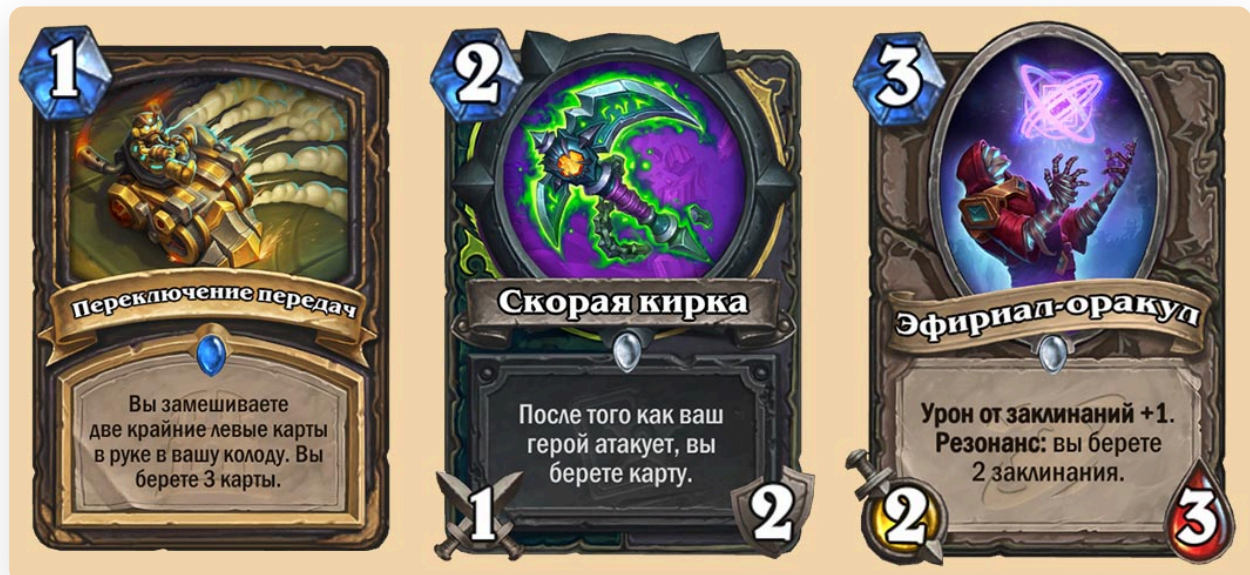 1
Переключение передач
Вы замешиваете
две крайние левые карты
в руке в вашу колоду. Вы
берете 3 карты.
2
Скорая кирка
После того как ваш
герой атакует, вы
берете карту.
1
2
3
Эфириал-оракул
Урон от заклинаний +1.
Резонанс: вы берете
2 заклинания.
2
3